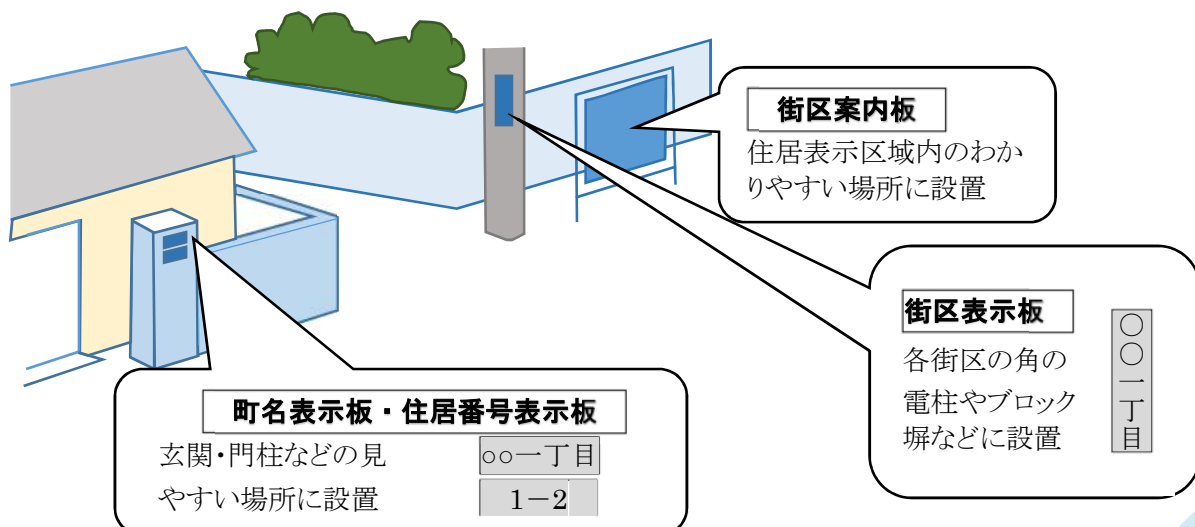 街区案内板
住居表示区域内のわか
りやすい場所に設置
街区表示板
各街区の角の
電柱やブロック
塀などに設置
○○一丁目
町名表示板・住居番号表示板
玄関・門柱などの見
やすい場所に設置
○○一丁目
1－2